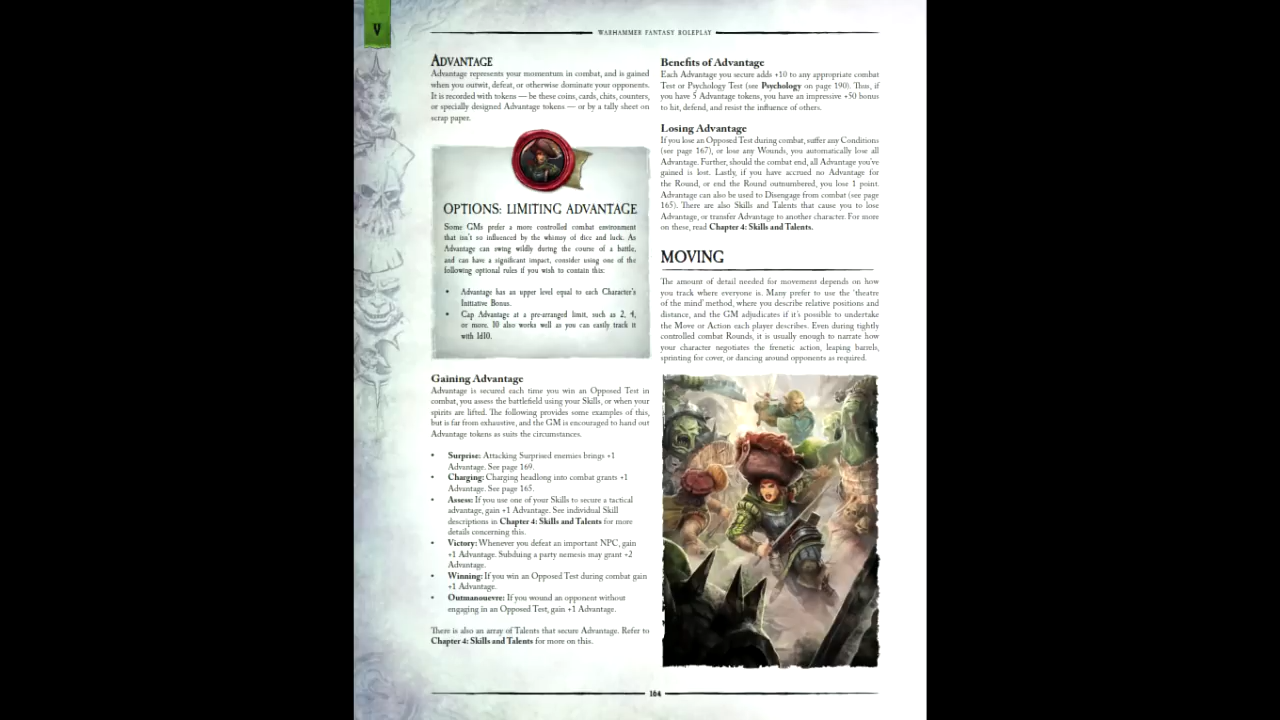 V
WARHAMMER FANTASY ROLEPLAY
ADVANTAGE
Advantage represents your momentum in combat, and is gained
when you outwit, defeat, or otherwise dominate your opponents.
It is recorded with tokens — be these coins, cards, chits, counters,
or specially designed Advantage tokens — or by a tally sheet on
scrap paper.
OPTIONS: LIMITING ADVANTAGE
Some GMs prefer a more controlled combat environment
that isn't so influenced by the whimsy of dice and luck. As
Advantage can swing wildly during the course of a battle,
and can have a significant impact, consider using one of the
following optional rules if you wish to contain this:
• Advantage has an upper level equal to each Character's
Initiative Bonus.
• Cap Advantage at a pre-arranged limit, such as 2, 4,
or more. 10 also works well as you can easily track it
with 1d10.
Gaining Advantage
Advantage is secured each time you win an Opposed Test in
combat, you assess the battlefield using your Skills, or when your
spirits are lifted. The following provides some examples of this,
but is far from exhaustive, and the GM is encouraged to hand out
Advantage tokens as suits the circumstances.
• Surprise: Attacking Surprised enemies brings +1
Advantage. See page 169.
• Charging: Charging headlong into combat grants +1
Advantage. See page 165.
• Assess: If you use one of your Skills to secure a tactical
advantage, gain +1 Advantage. See individual Skill
descriptions in Chapter 4: Skills and Talents for more
details concerning this.
• Victory: Whenever you defeat an important NPC, gain
+1 Advantage. Subduing a party nemesis may grant +2
Advantage.
• Winning: If you win an Opposed Test during combat gain
+1 Advantage.
• Outmanouevre: If you wound an opponent without
engaging in an Opposed Test, gain +1 Advantage.
There is also an array of Talents that secure Advantage. Refer to
Chapter 4: Skills and Talents for more on this.
Benefits of Advantage
Each Advantage you secure adds +10 to any appropriate combat
Test or Psychology Test (see Psychology on page 190). Thus, if
you have 5 Advantage tokens, you have an impressive +50 bonus
to hit, defend, and resist the influence of others.
Losing Advantage
If you lose an Opposed Test during combat, suffer any Conditions
(see page 167), or lose any Wounds, you automatically lose all
Advantage. Further, should the combat end, all Advantage you've
gained is lost. Lastly, if you have accrued no Advantage for
the Round, or end the Round outnumbered, you lose 1 point.
Advantage can also be used to Disengage from combat (see page
165). There are also Skills and Talents that cause you to lose
Advantage, or transfer Advantage to another character. For more
on these, read Chapter 4: Skills and Talents.
MOVING
The amount of detail needed for movement depends on how
you track where everyone is. Many prefer to use the 'theatre
of the mind' method, where you describe relative positions and
distance, and the GM adjudicates if it's possible to undertake
the Move or Action each player describes. Even during tightly
controlled combat Rounds, it is usually enough to narrate how
your character negotiates the frenetic action, leaping barrels,
sprinting for cover, or dancing around opponents as required.
164